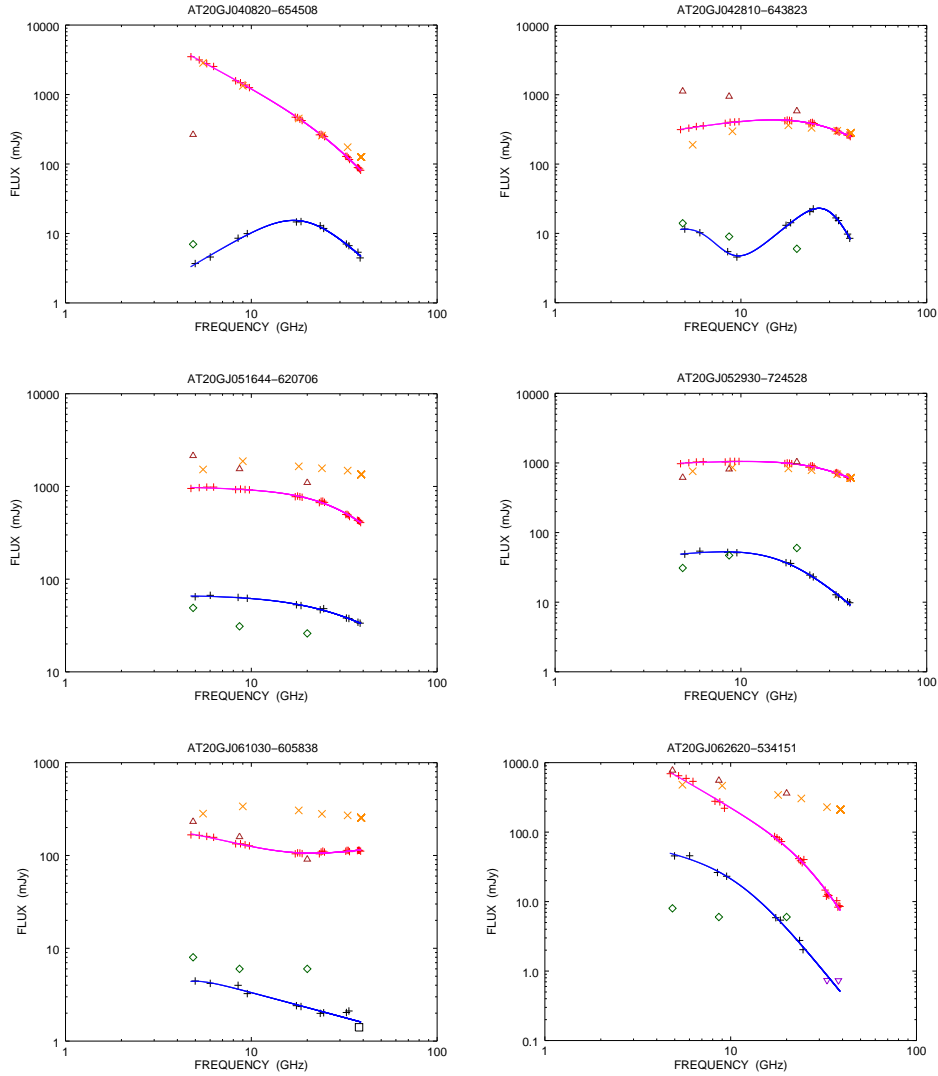 AT20GJ040820−654508
10000
1000
100
10
1
1
10
100
FLUX (mJy)
FREQUENCY (GHz)
AT20GJ042810−643823
10000
1000
100
10
1
1
10
100
FLUX (mJy)
FREQUENCY (GHz)
AT20GJ051644−620706
10000
1000
100
10
1
10
100
FLUX (mJy)
FREQUENCY (GHz)
AT20GJ052930−724528
10000
1000
100
10
1
1
10
100
FLUX (mJy)
FREQUENCY (GHz)
AT20GJ061030−605838
1000
100
10
1
1
10
100
FLUX (mJy)
FREQUENCY (GHz)
AT20GJ062620−534151
1000.0
100.0
10.0
1.0
0.1
1
10
100
FLUX (mJy)
FREQUENCY (GHz)